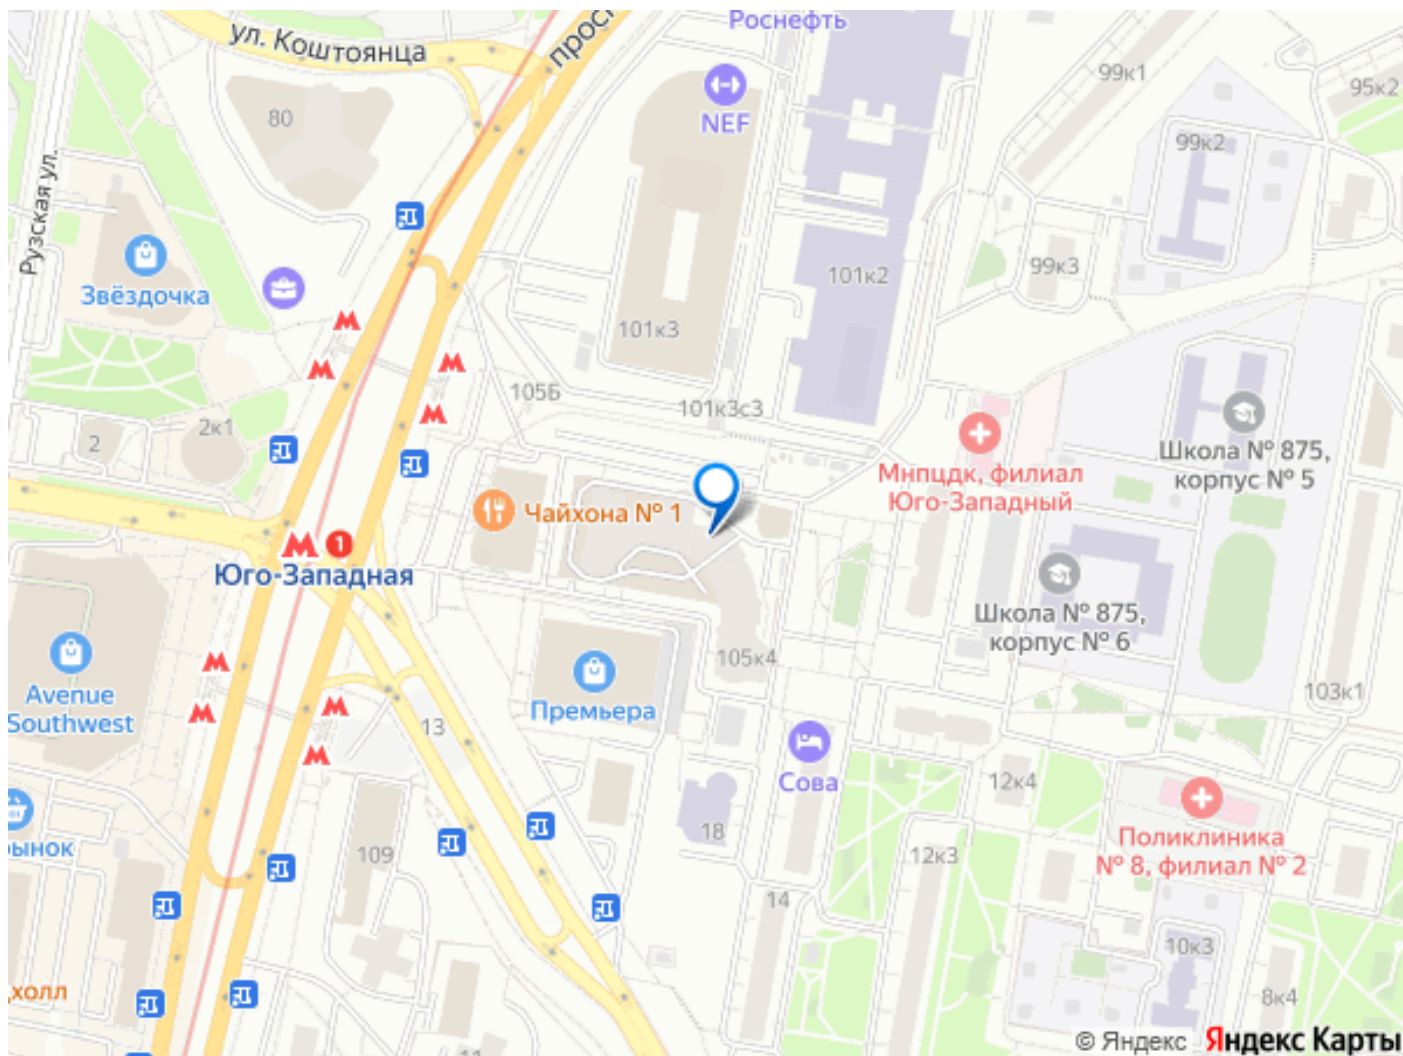 Роснефть
ул. Коштоянца
просп
99к1
95к2
80
NEF
99к2
Рузская ул.
Звёздочка
99к3
101к2
101к3
105Б
101к3с3
2к1
2
Школа № 875,
корпус № 5
Мнпцдк, филиал
Юго-Западный
Чайхона № 1
1
Юго-Западная
Школа № 875,
корпус № 6
105к4
103к1
Avenue
Southwest
Премьера
13
Сова
12к4
18
Поликлиника
№ 8, филиал № 2
ынок
109
12к3
14
10к3
холл
8к4
© Яндекс Яндекс Карты